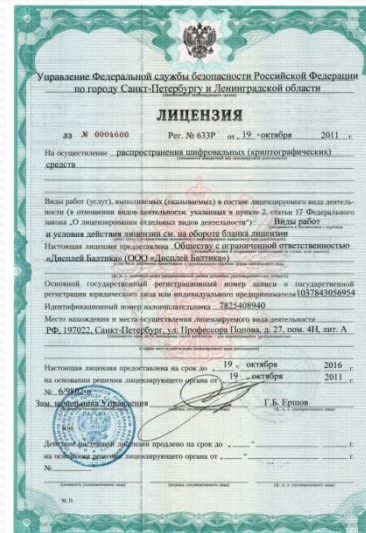 Управление Федеральной службы безопасности Российской Федерации
по городу Санкт-Петербургу и Ленинградской области
ЛИЦЕНЗИЯ
ЛЗ № 0004600 Рег. № 633Р от „ 19 „ октября 2011 г.
На осуществление распространения шифровальных (криптографических)
средств
Виды работ (услуг), выполняемых (оказываемых) в составе лицензируемого вида деятель-
ности (в отношении видов деятельности, указанных в пункте 2, статьи 17 Федерального
закона „О лицензировании отдельных видов деятельности“) Виды работ
и условия действия лицензии см. на обороте бланка лицензии
Настоящая лицензия предоставлена Обществу с ограниченной ответственностью
«Дисплей Балтика» (ООО «Дисплей Балтика»)
Основной государственный регистрационный номер записи о государственной
регистрации юридического лица или индивидуального предпринимателя 1037843056954
Идентификационный номер налогоплательщика 7825408940
Место нахождения и места осуществления лицензируемого вида деятельности
РФ, 197022, Санкт-Петербург, ул. Профессора Попова, д. 27, пом. 4Н, лит. А
Настоящая лицензия предоставлена на срок до „ 19 „ октября 2016 г.
на основании решения лицензирующего органа от „ 19 „ октября 2011 г.
№
Зам. начальника Управления Г.Б. Ершов
Действие настоящей лицензии продлено на срок до „ “ г.
на основании решения лицензирующего органа от „ “ г.
№
М. П.